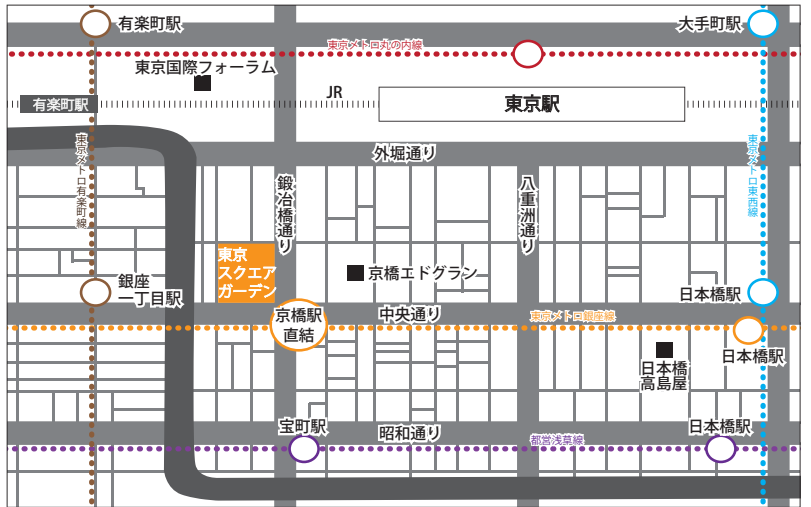 有楽町駅
大手町駅
東京メトロ丸の内線
東京国際フォーラム
JR
有楽町駅
東京駅
東京メトロ有楽町線
外堀通り
鍛冶橋通り
八重洲通り
東京メトロ東西線
東京
スクエア
ガーデン
京橋エドグラン
銀座
一丁目駅
日本橋駅
京橋駅
直結
中央通り
東京メトロ銀座線
日本橋駅
日本橋
高島屋
宝町駅
昭和通り
都営浅草線
日本橋駅